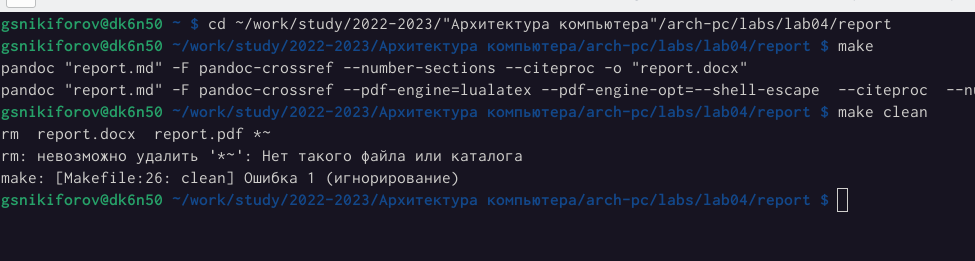 gsnikiforov@dk6n50 ~ $ cd ~/work/study/2022-2023/"Архитектура компьютера"/arch-pc/labs/lab04/report
gsnikiforov@dk6n50 ~/work/study/2022-2023/Архитектура компьютера/arch-pc/labs/lab04/report $ make
pandoc "report.md" -F pandoc-crossref --number-sections --citeproc -o "report.docx"
pandoc "report.md" -F pandoc-crossref --pdf-engine=lualatex --pdf-engine-opt=--shell-escape  --citeproc  --nu
gsnikiforov@dk6n50 ~/work/study/2022-2023/Архитектура компьютера/arch-pc/labs/lab04/report $ make clean
rm  report.docx  report.pdf *~
rm: невозможно удалить '*~': Нет такого файла или каталога
make: [Makefile:26: clean] Ошибка 1 (игнорирование)
gsnikiforov@dk6n50 ~/work/study/2022-2023/Архитектура компьютера/arch-pc/labs/lab04/report $